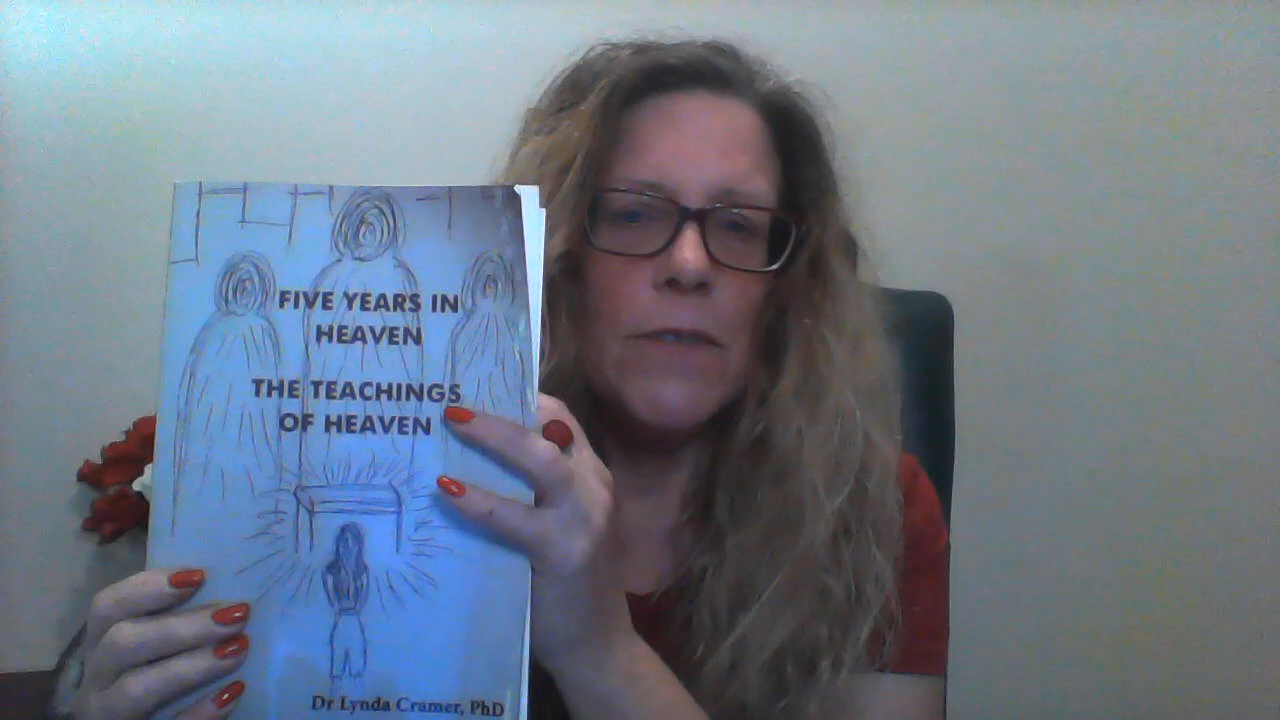 FIVE YEARS IN
HEAVEN
THE TEACHINGS
OF HEAVEN
Dr Lynda Cramer, PhD